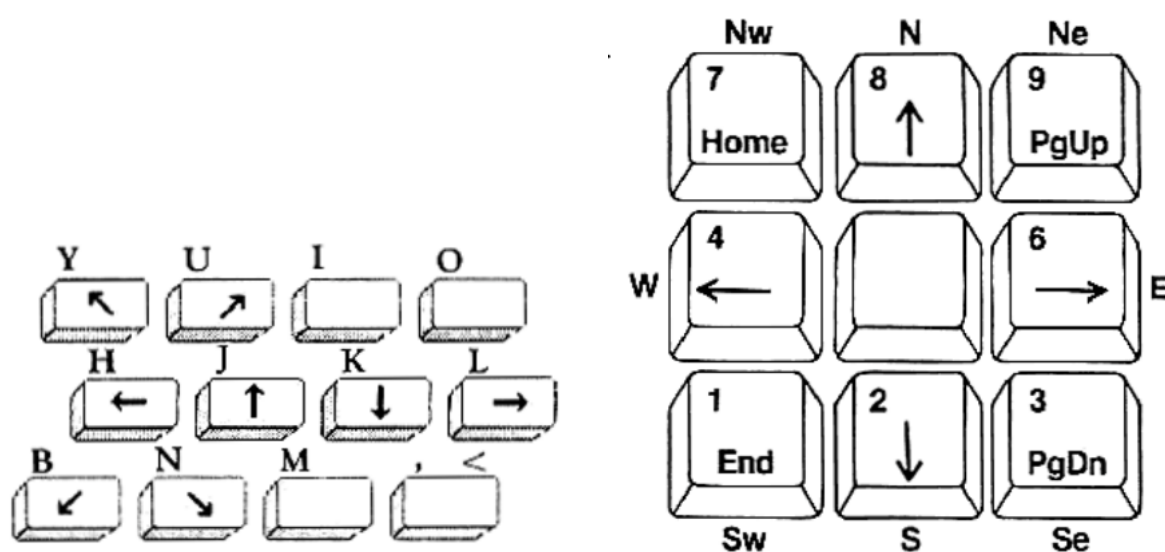 Y U I O
H J K L
B N M , <
Nw N Ne
7 8 9
Home PgUp
W 4 6 E
1 2 3
End PgDn
Sw S Se